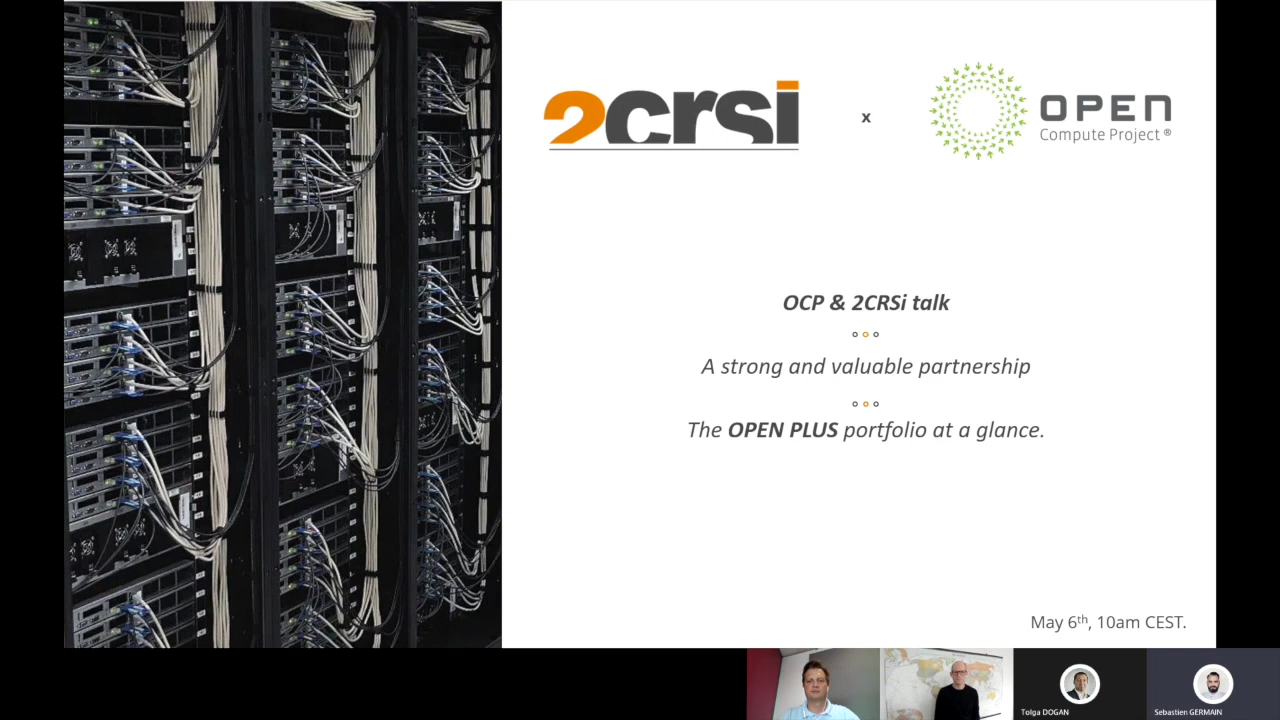 2crsi
x
OPEN
Compute Project ®
OCP & 2CRSi talk
A strong and valuable partnership
The OPEN PLUS portfolio at a glance.
May 6th, 10am CEST.
Tolga DOGAN
Sebastien GERMAIN